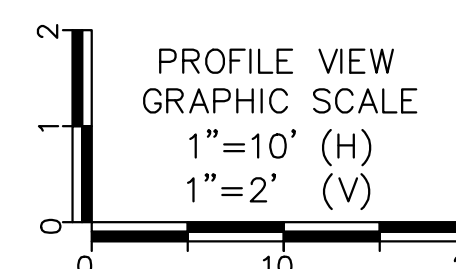 2
PROFILE VIEW
GRAPHIC SCALE
1
1"=10' (H)
1"=2' (V)
0
0 10